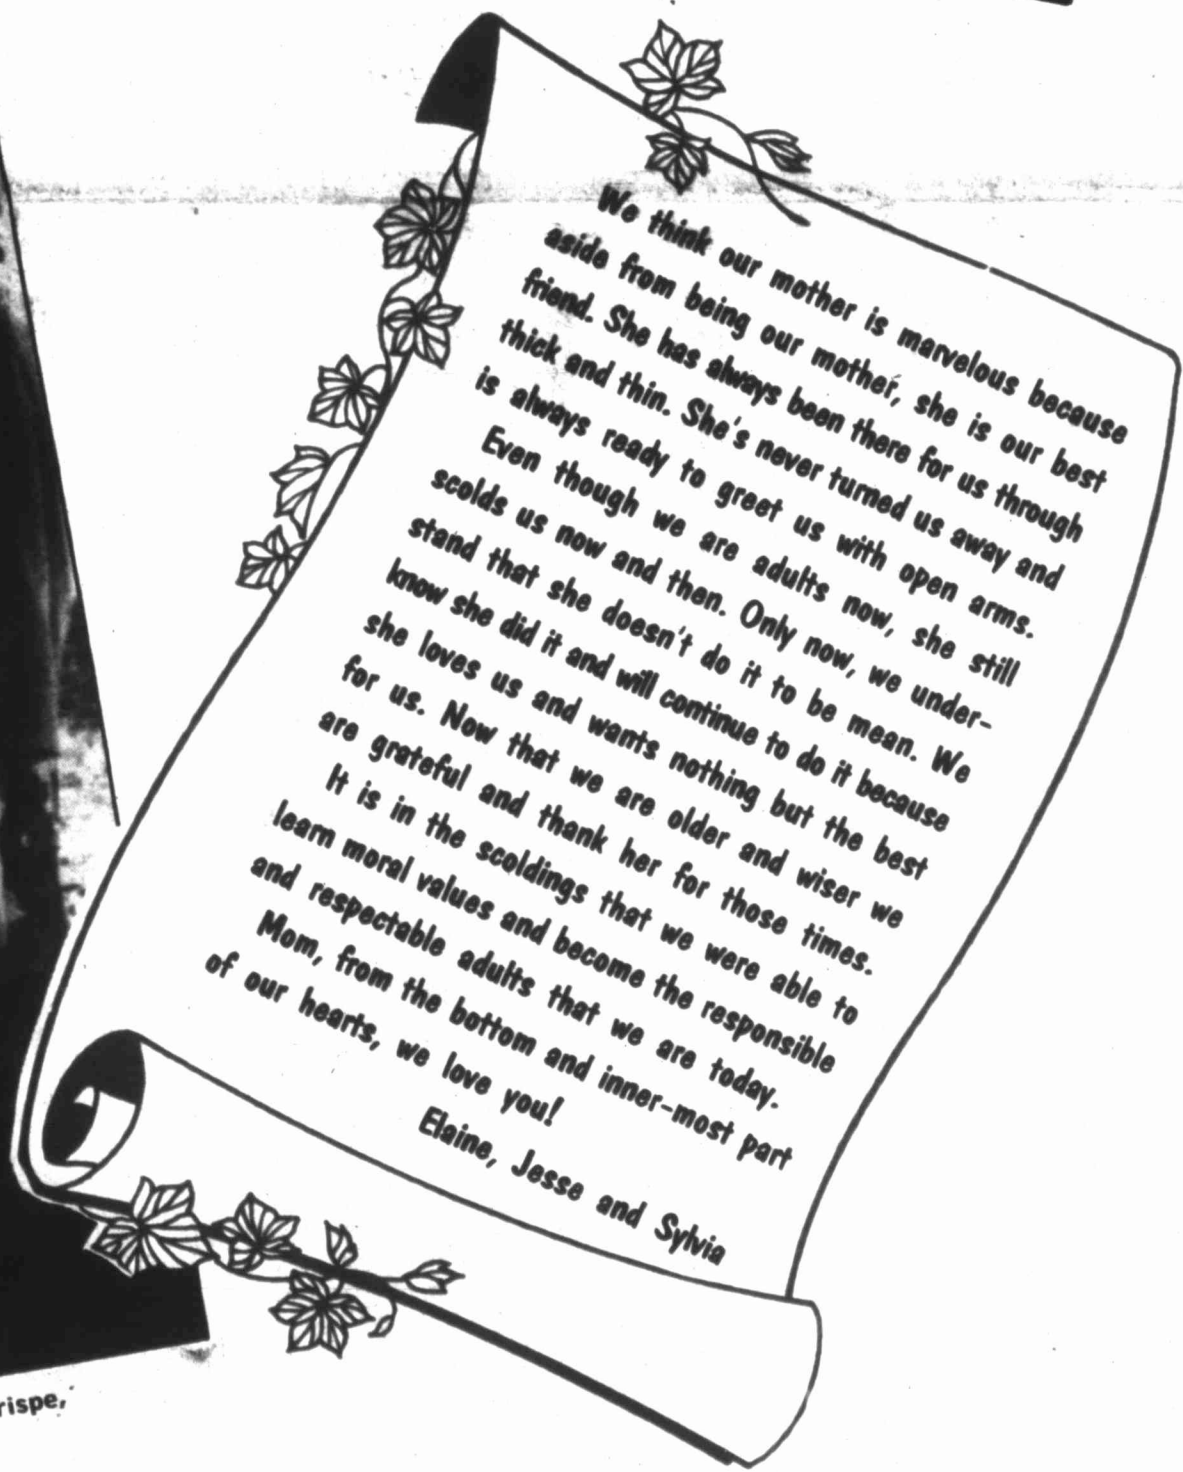 We think our mother is marvelous because
aside from being our mother, she is our best
friend. She has always been there for us through
thick and thin. She's never turned us away and
is always ready to greet us with open arms.
Even though we are adults now, she still
scolds us now and then. Only now, we under-
stand that she doesn't do it to be mean. We
know she did it and will continue to do it because
she loves us and wants nothing but the best
for us. Now that we are older and wiser we
are grateful and thank her for those times.
It is in the scoldings that we were able to
learn moral values and become the responsible
and respectable adults that we are today.
Mom, from the bottom and inner-most part
of our hearts, we love you!
Elaine, Jesse and Sylvia
rispe,